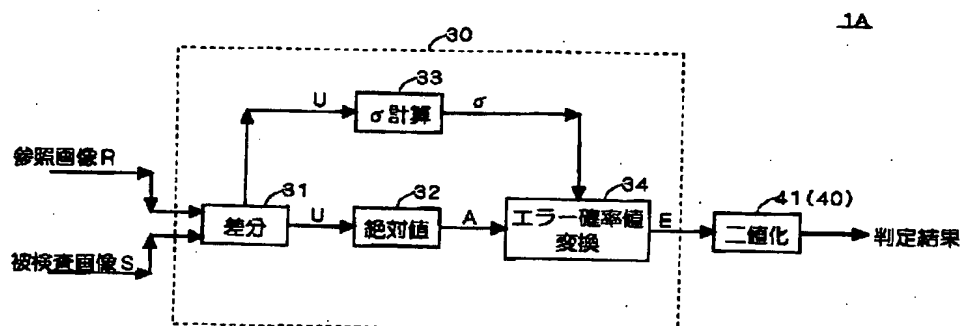 1A
30
33
U
σ計算
σ
参照画像R
31
差分
U
32
絶対値
A
34
エラー確率値
変換
E
41(40)
二値化
判定結果
被検査画像S